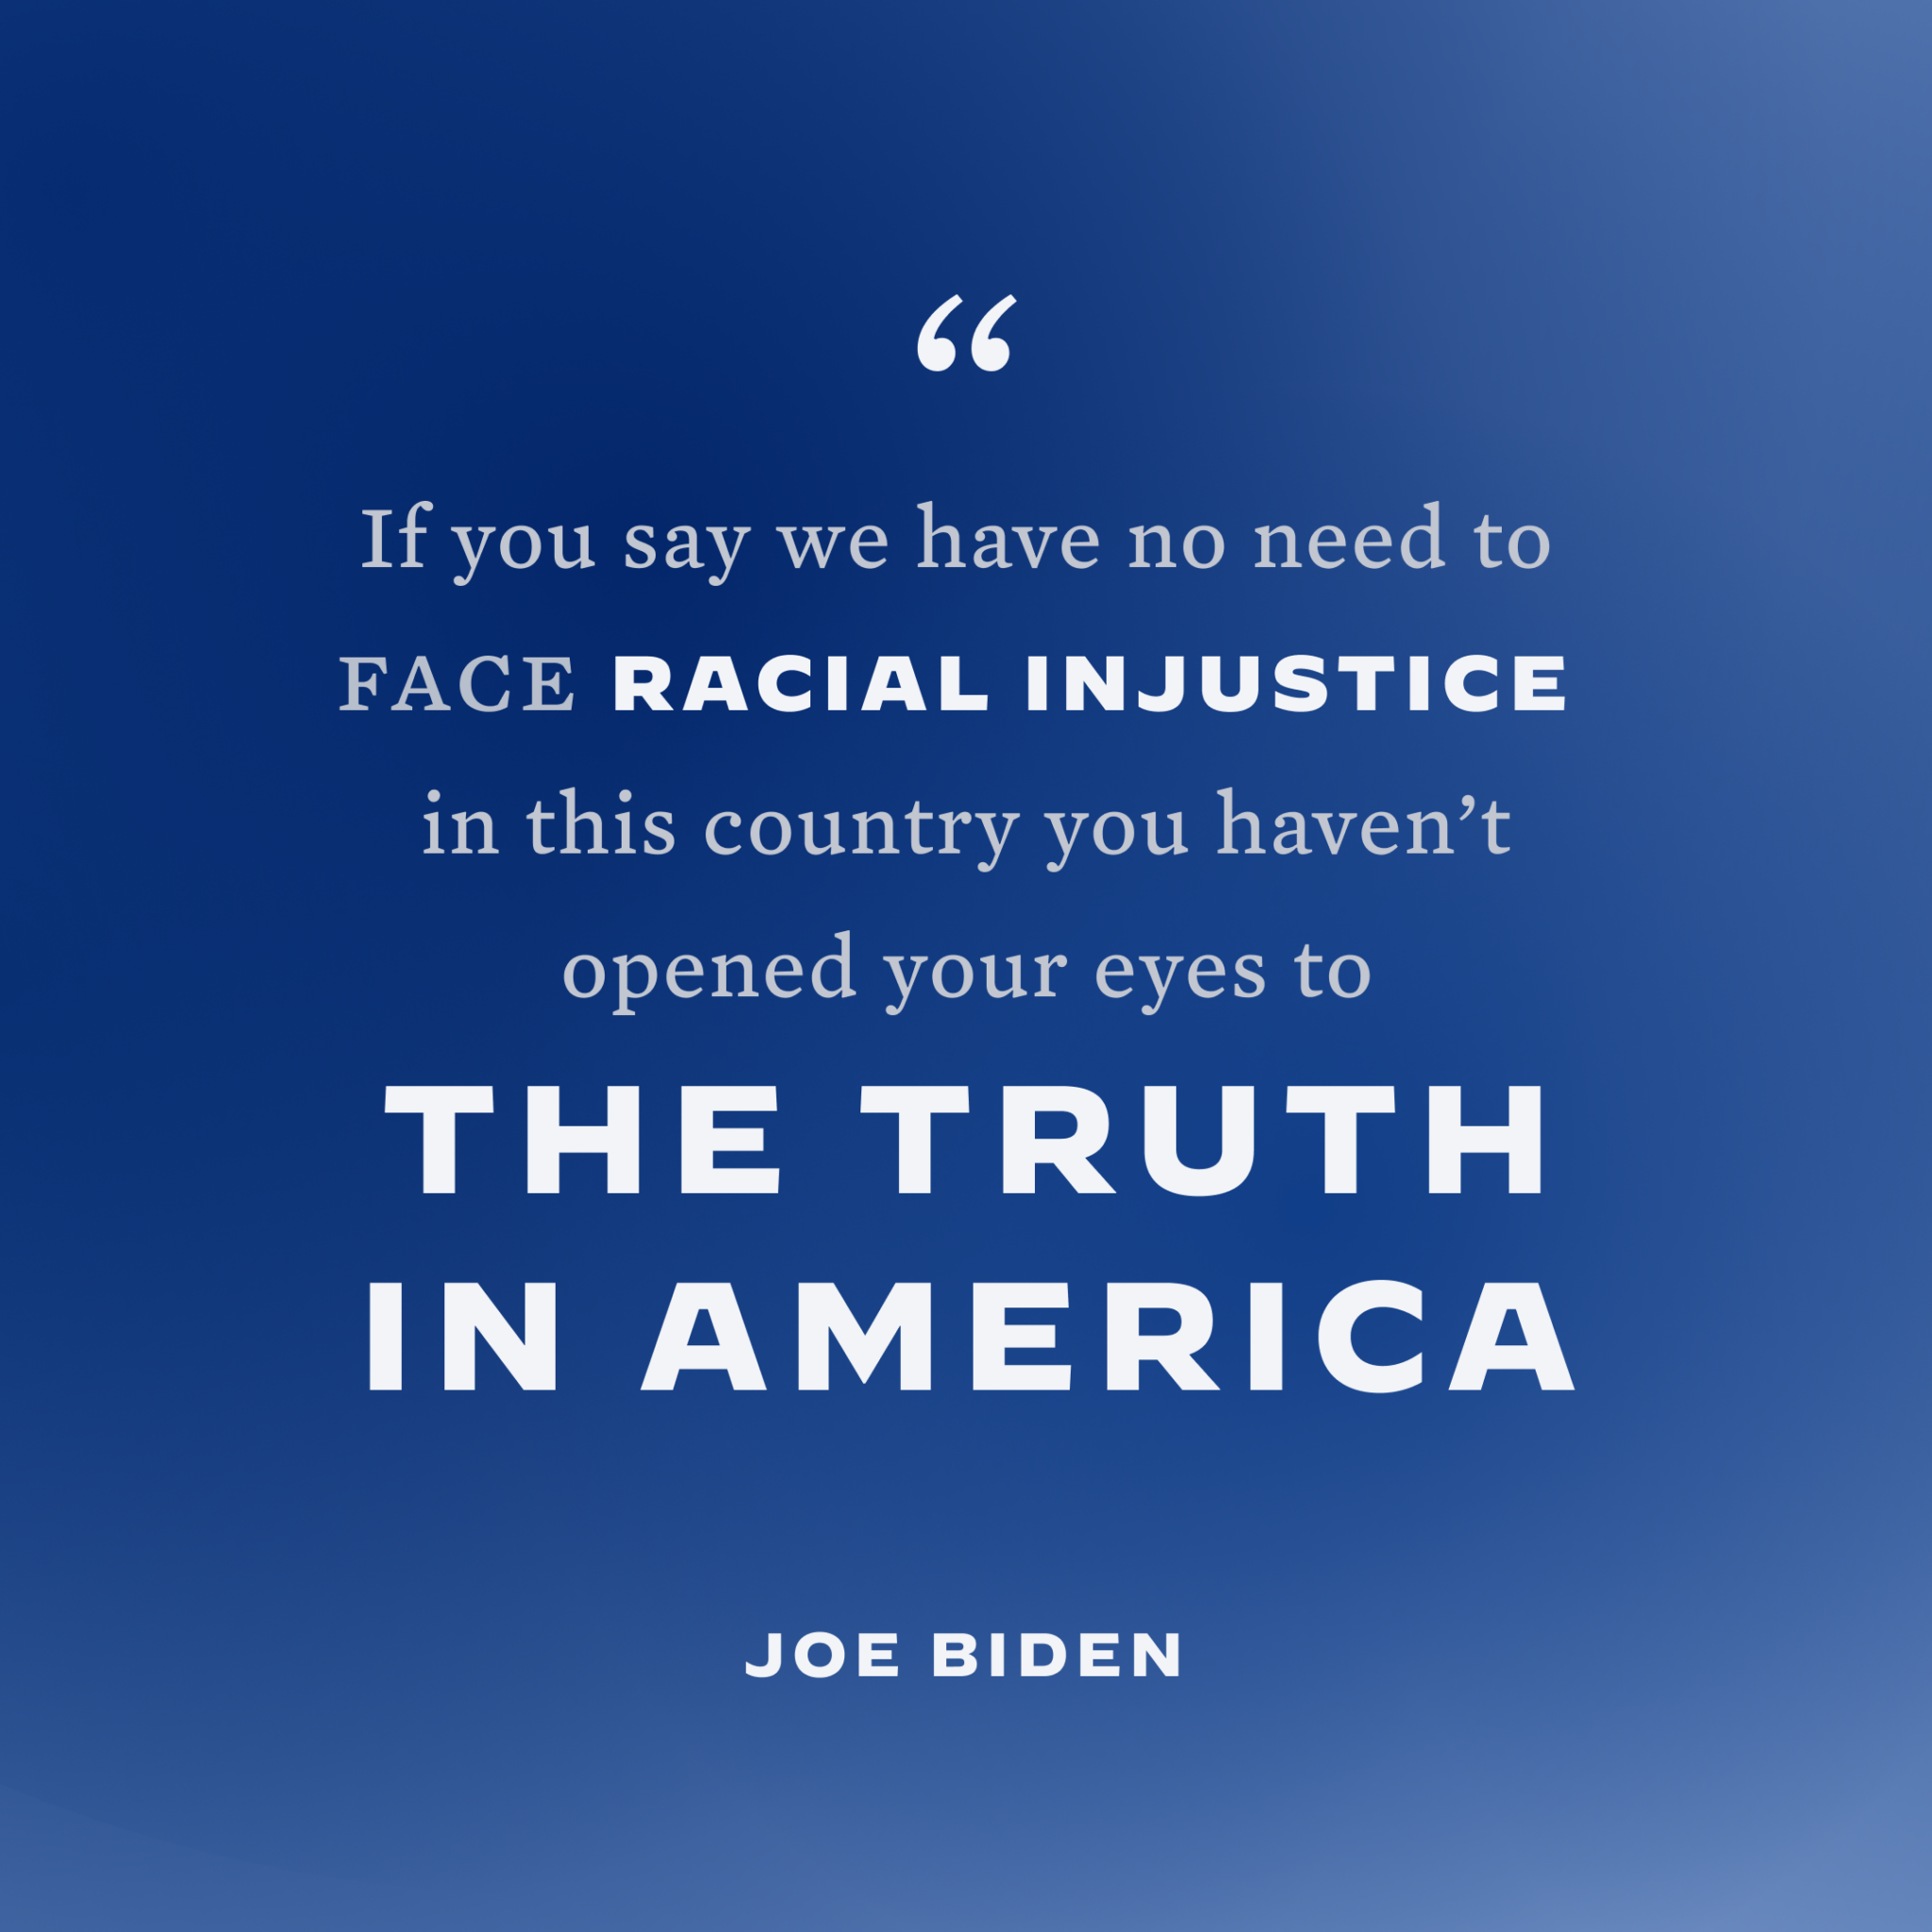 “
If you say we have no need to
FACE RACIAL INJUSTICE
in this country you haven’t
opened your eyes to
THE TRUTH
IN AMERICA
JOE BIDEN